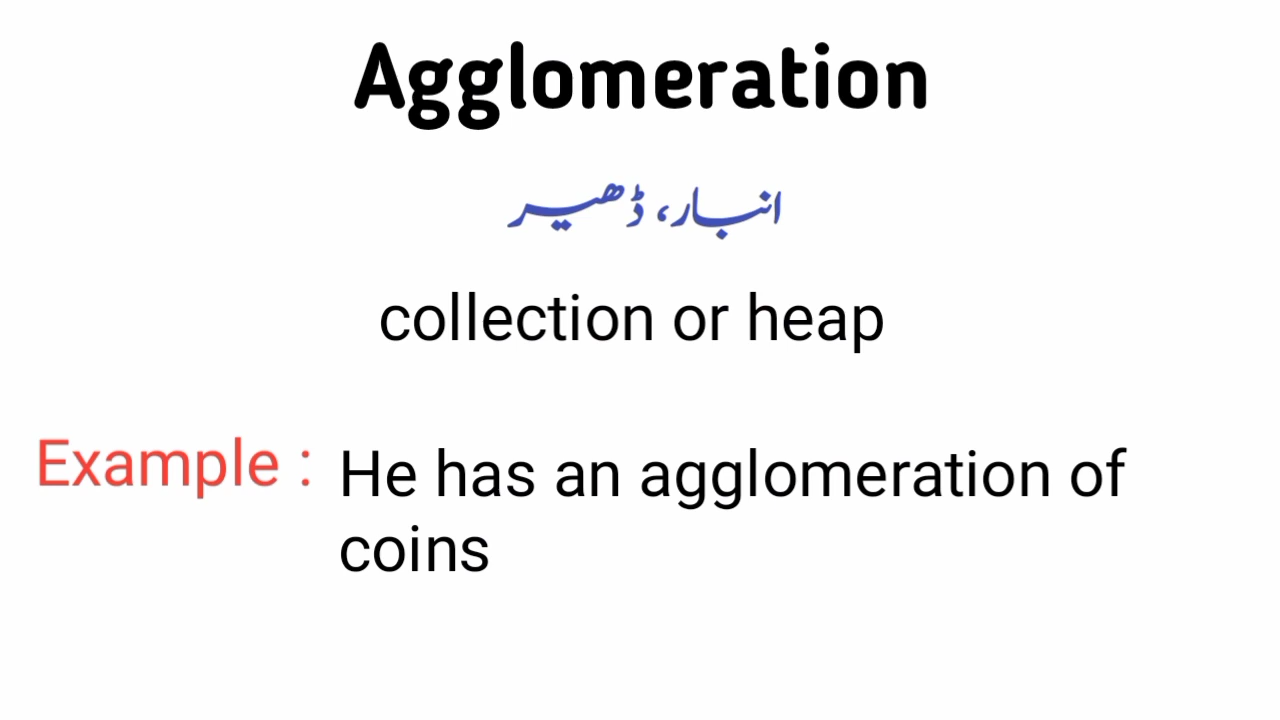 Agglomeration
انبار، ڈھیر
collection or heap
Example : He has an agglomeration of
coins